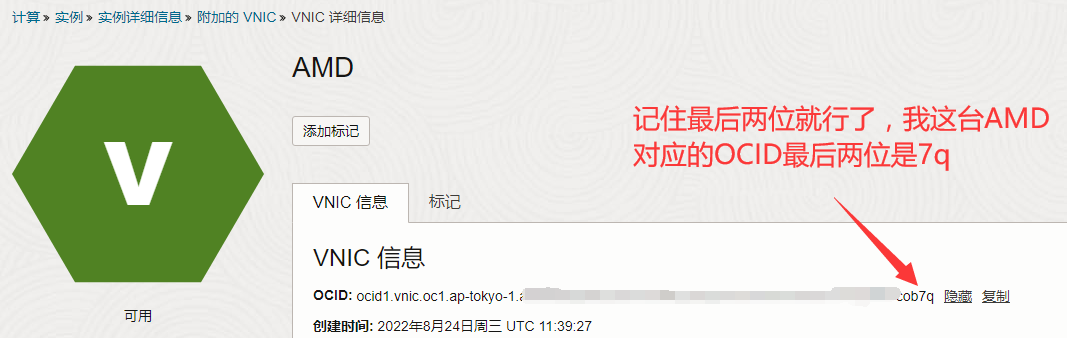 计算 » 实例 » 实例详细信息 » 附加的 VNIC » VNIC 详细信息
AMD
添加标记
记住最后两位就行了，我这台AMD
对应的OCID最后两位是7q
V
可用
VNIC 信息 标记
VNIC 信息
OCID: ocid1.vnic.oc1.ap-tokyo-1.a cob7q 隐藏 复制
创建时间: 2022年8月24日周三 UTC 11:39:27